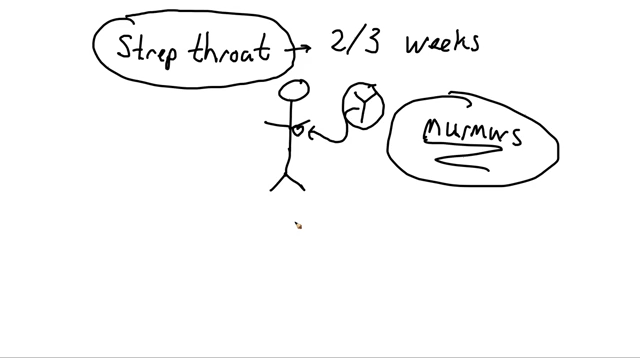 Strep throat → 2/3 weeks
Y
murmurs